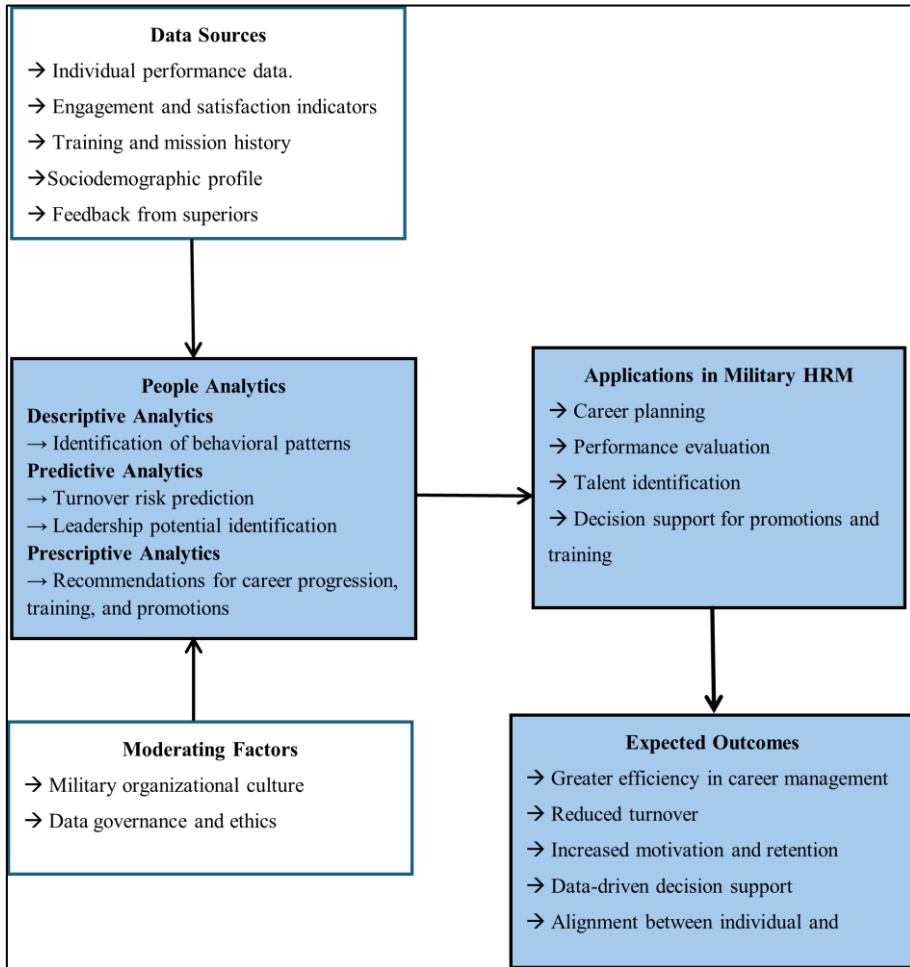 Data Sources
→ Individual performance data.
→ Engagement and satisfaction indicators
→ Training and mission history
→Sociodemographic profile
→ Feedback from superiors
People Analytics
Descriptive Analytics
→ Identification of behavioral patterns
Predictive Analytics
→ Turnover risk prediction
→ Leadership potential identification
Prescriptive Analytics
→ Recommendations for career progression,
training, and promotions
Applications in Military HRM
→ Career planning
→ Performance evaluation
→ Talent identification
→ Decision support for promotions and
training
Moderating Factors
→ Military organizational culture
→ Data governance and ethics
Expected Outcomes
→ Greater efficiency in career management
→ Reduced turnover
→ Increased motivation and retention
→ Data-driven decision support
→ Alignment between individual and